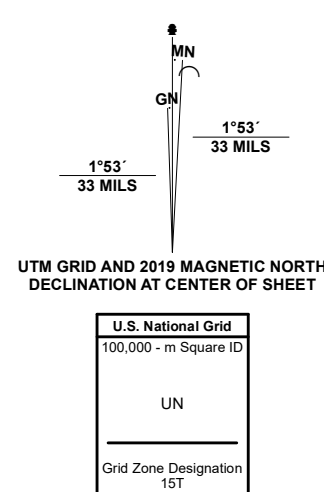 MN
GN
1°53´
33 MILS
1°53´
33 MILS
UTM GRID AND 2019 MAGNETIC NORTH
DECLINATION AT CENTER OF SHEET
U.S. National Grid
100,000 - m Square ID
UN
Grid Zone Designation
15T